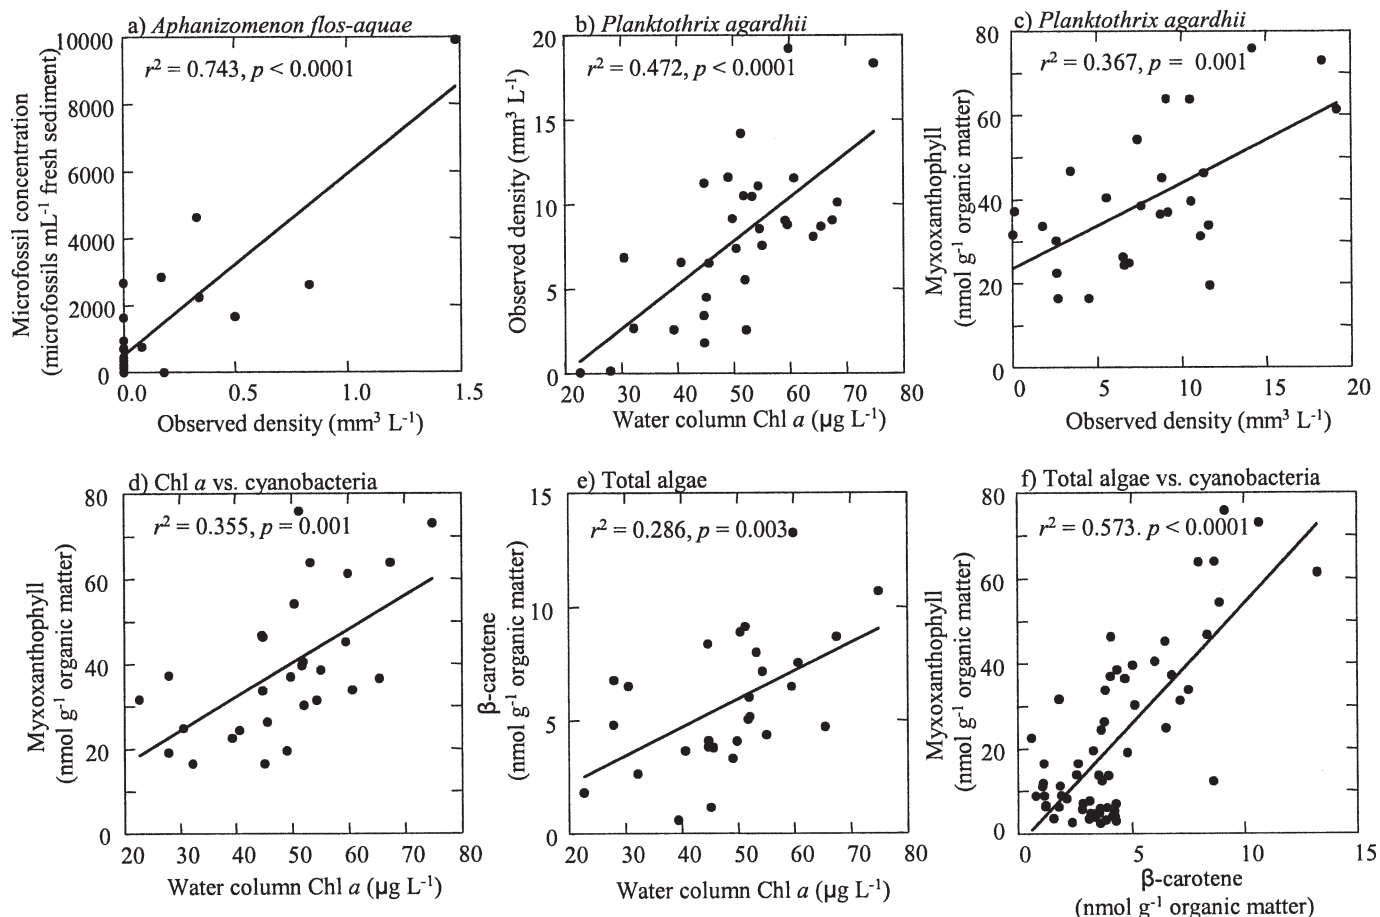 a) Aphanizomenon flos-aquae
r² = 0.743, p < 0.0001
Microfossil concentration
(microfossils mL⁻¹ fresh sediment)
10000
8000
6000
4000
2000
0
0.0
0.5
1.0
1.5
Observed density (mm³ L⁻¹)
b) Planktothrix agardhii
r² = 0.472, p < 0.0001
Observed density (mm³ L⁻¹)
20
15
10
5
0
20
30
40
50
60
70
80
Water column Chl a (µg L⁻¹)
c) Planktothrix agardhii
r² = 0.367, p = 0.001
Myxoxanthophyll
(nmol g⁻¹ organic matter)
80
60
40
20
0
0
5
10
15
20
Observed density (mm³ L⁻¹)
d) Chl a vs. cyanobacteria
r² = 0.355, p = 0.001
Myxoxanthophyll
(nmol g⁻¹ organic matter)
80
60
40
20
0
20
30
40
50
60
70
80
Water column Chl a (µg L⁻¹)
e) Total algae
r² = 0.286, p = 0.003
β-carotene
(nmol g⁻¹ organic matter)
15
10
5
0
20
30
40
50
60
70
80
Water column Chl a (µg L⁻¹)
f) Total algae vs. cyanobacteria
r² = 0.573. p < 0.0001
Myxoxanthophyll
(nmol g⁻¹ organic matter)
80
60
40
20
0
0
5
10
15
β-carotene
(nmol g⁻¹ organic matter)